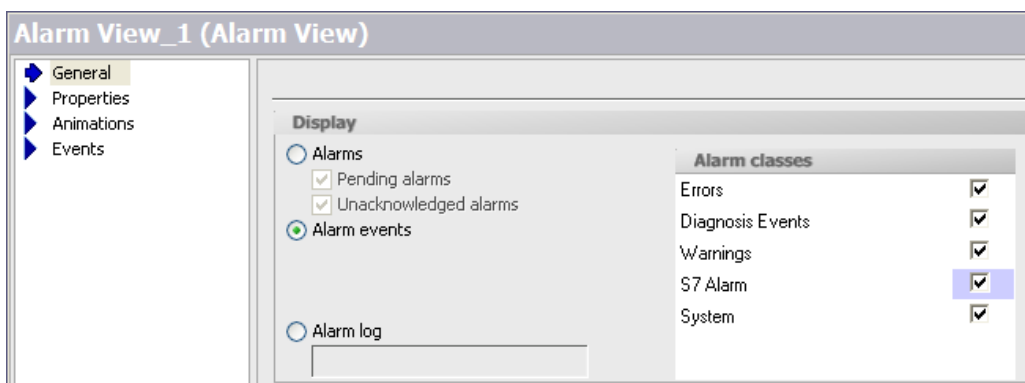 Alarm View_1 (Alarm View)
General
Properties
Animations
Events
Display
Alarms
Pending alarms
Unacknowledged alarms
Alarm events
Alarm log
Alarm classes
Errors
Diagnosis Events
Warnings
S7 Alarm
System